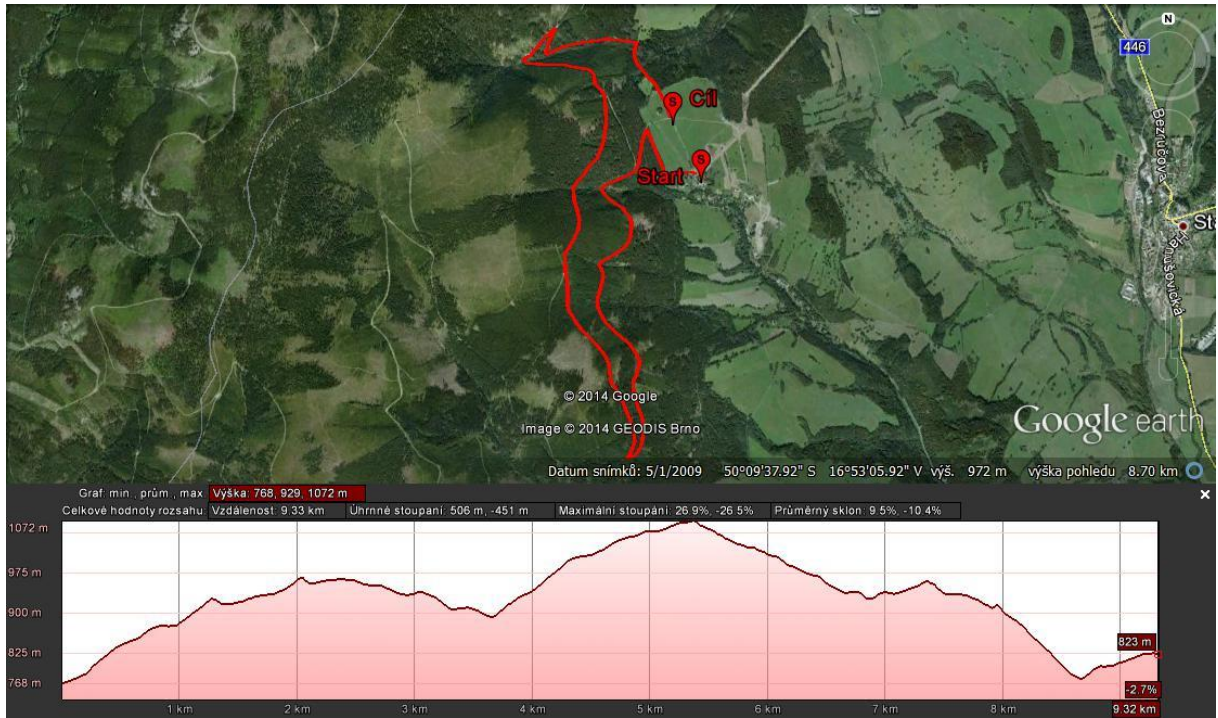 N
446
Bezručova
Cíl
Start
Sta
Hanušovická
© 2014 Google
Image © 2014 GEODIS Brno
Google earth
Datum snímků: 5/1/2009 50°09'37.92" S 16°53'05.92" V výš. 972 m výška pohledu 8.70 km
Graf: min., prům., max Výška: 768, 929, 1072 m
Celkové hodnoty rozsahu: Vzdálenost: 9.33 km Úhrnné stoupání: 506 m, -451 m Maximální stoupání: 26.9%, -26.5% Průměrný sklon: 9.5%, -10.4%
1072 m
975 m
900 m
825 m
768 m
823 m
-2.7%
1 km 2 km 3 km 4 km 5 km 6 km 7 km 8 km 9.32 km